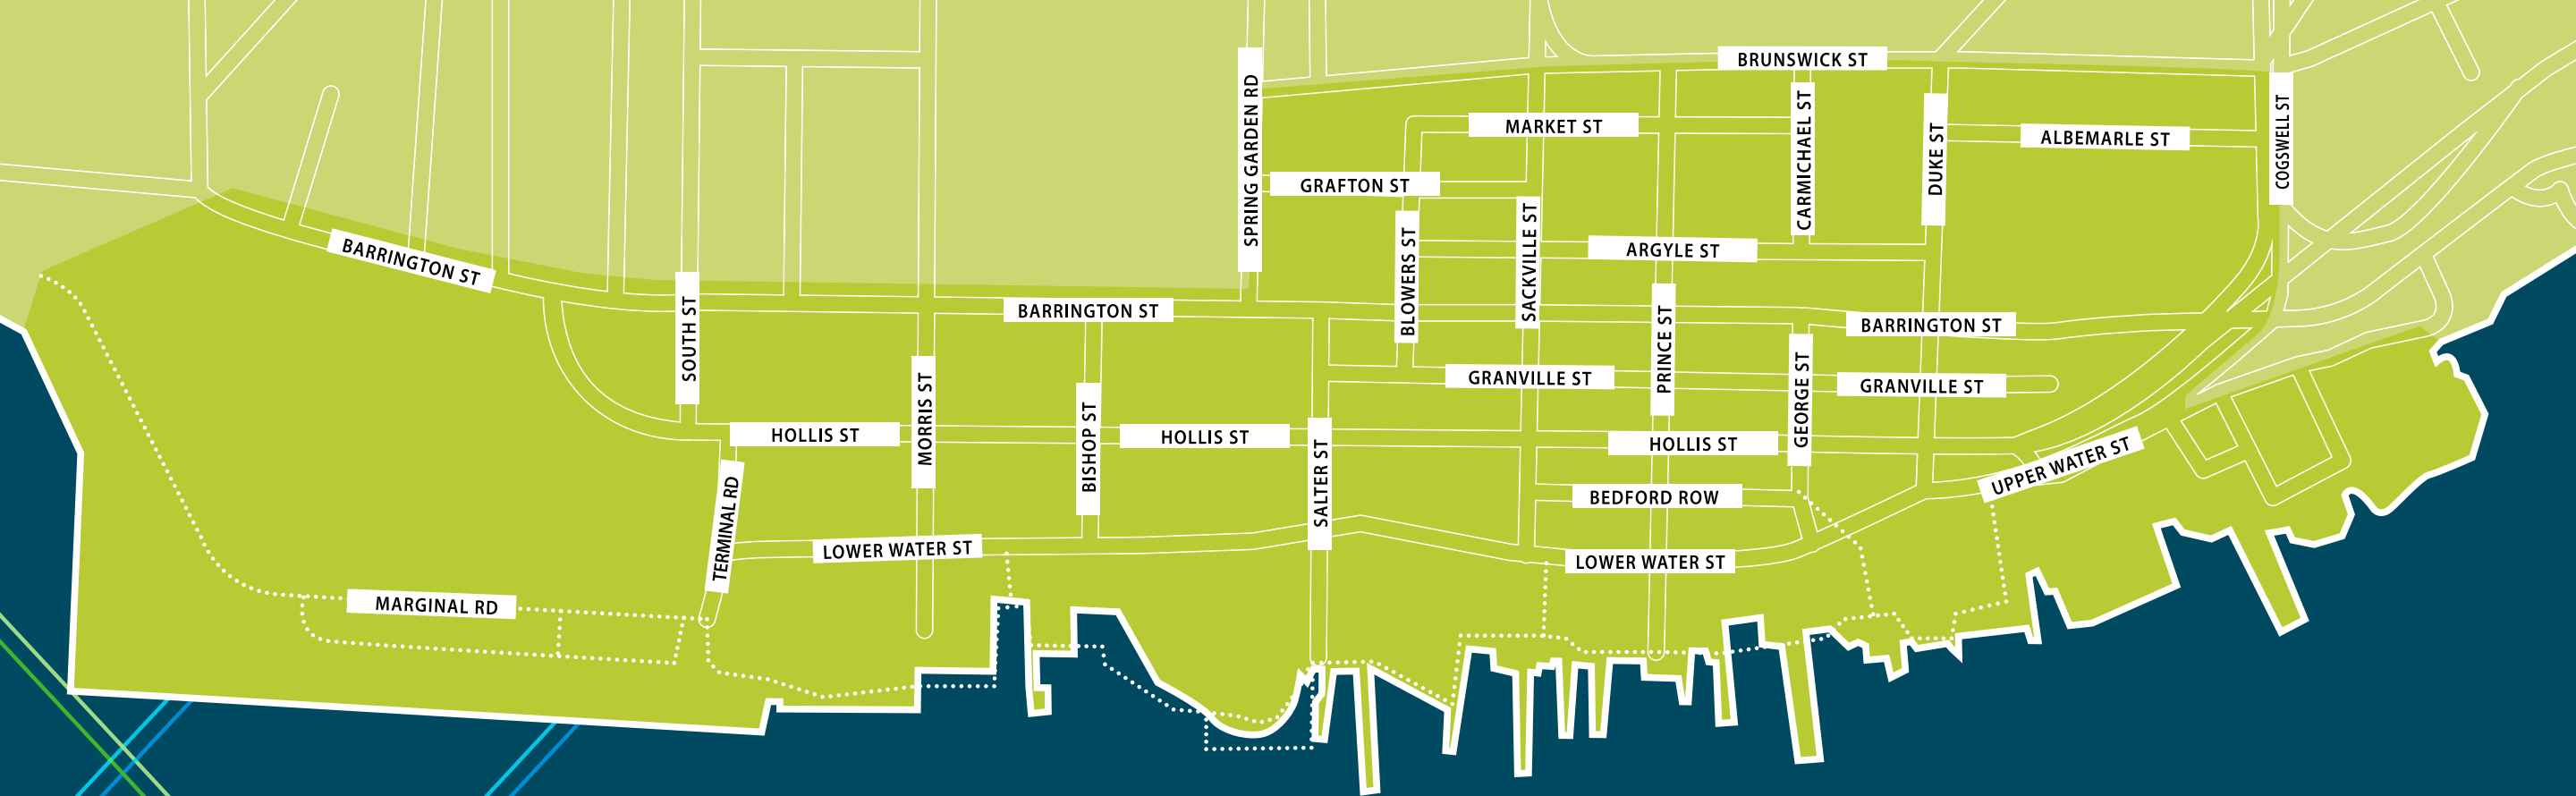 BRUNSWICK ST
SPRING GARDEN RD
MARKET ST
CARMICHAEL ST
DUKE ST
ALBEMARLE ST
COGSWELL ST
GRAFTON ST
BLOWERS ST
SACKVILLE ST
ARGYLE ST
BARRINGTON ST
SOUTH ST
BARRINGTON ST
PRINCE ST
BARRINGTON ST
MORRIS ST
GRANVILLE ST
GEORGE ST
GRANVILLE ST
BISHOP ST
HOLLIS ST
HOLLIS ST
SALTER ST
HOLLIS ST
UPPER WATER ST
TERMINAL RD
BEDFORD ROW
LOWER WATER ST
LOWER WATER ST
MARGINAL RD